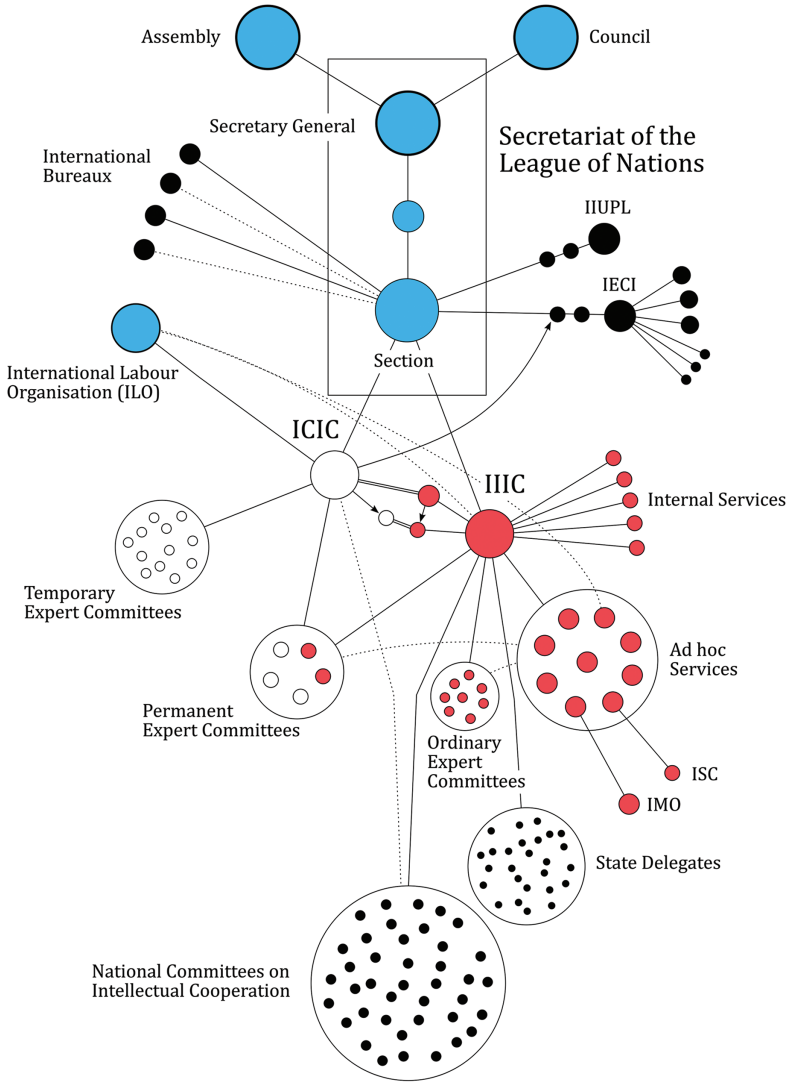 Assembly
Council
Secretary General
Secretariat of the
League of Nations
International
Bureaux
IIUPL
IECI
Section
International Labour
Organisation (ILO)
ICIC
IIIC
Internal Services
Temporary
Expert Committees
Ad hoc
Services
Permanent
Expert Committees
Ordinary
Expert
Committees
ISC
IMO
State Delegates
National Committees on
Intellectual Cooperation